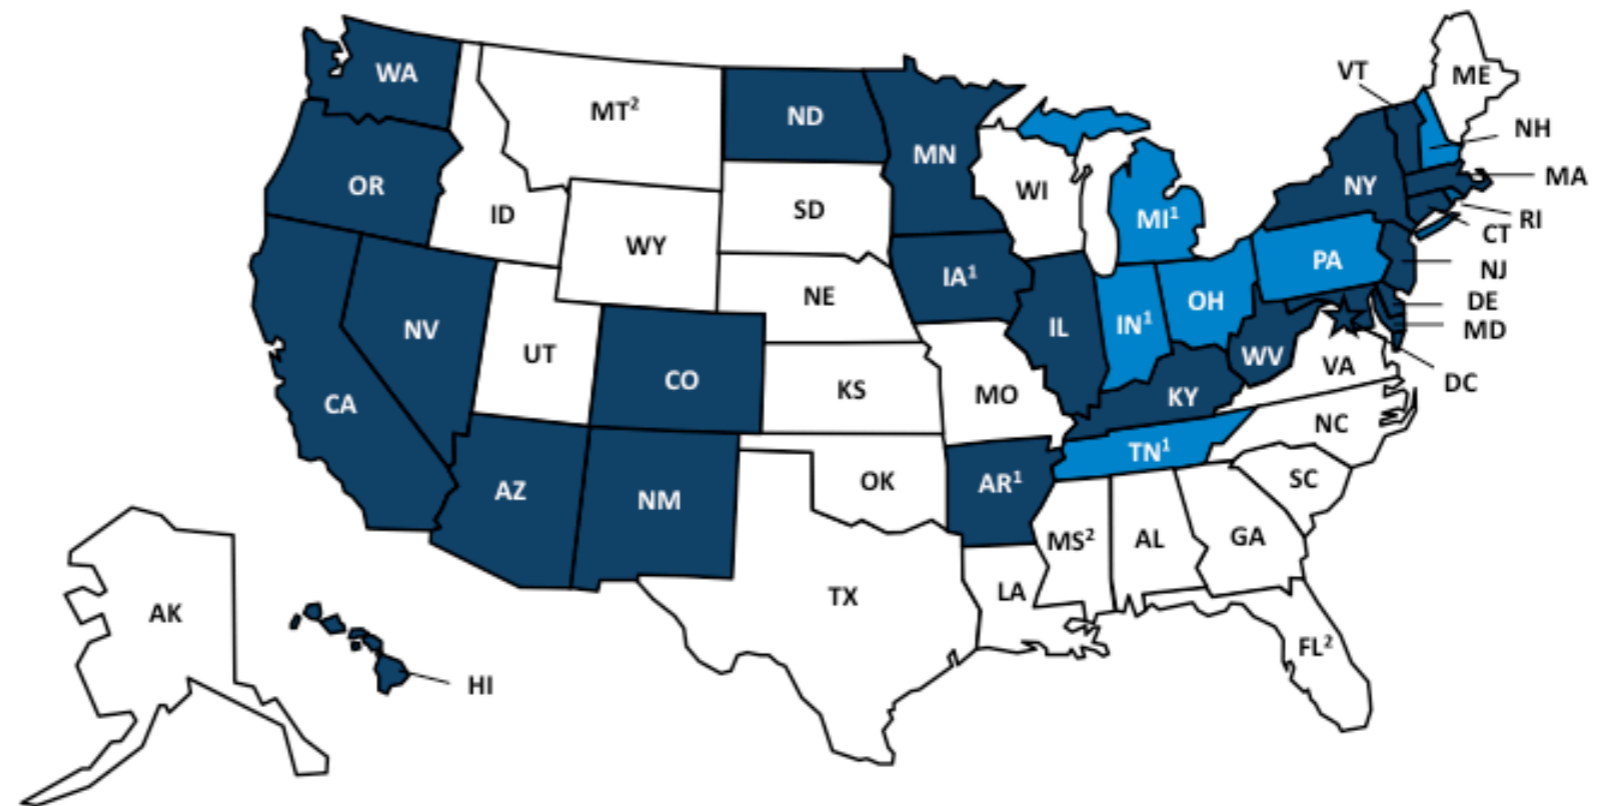 WA
MT²
ND
MN
VT
ME
NH
OR
ID
WY
SD
WI
MI¹
NY
MA
RI
CT
NV
UT
CO
NE
IA¹
IL
IN¹
OH
PA
NJ
DE
MD
DC
CA
KS
MO
KY
WV
VA
AZ
NM
OK
AR¹
TN¹
NC
SC
TX
LA
MS²
AL
GA
FL²
AK
HI